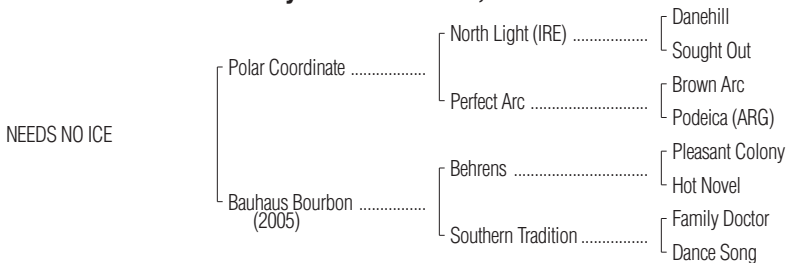 Danehill
North Light (IRE) .................
Sought Out
Polar Coordinate ..................
Brown Arc
Perfect Arc ............................
Podeica (ARG)
NEEDS NO ICE
Pleasant Colony
Behrens ................................
Hot Novel
Bauhaus Bourbon ................
(2005)
Family Doctor
Southern Tradition ................
Dance Song